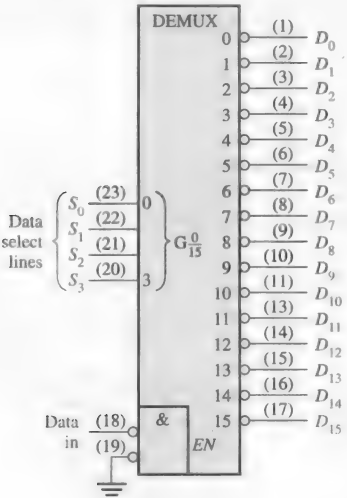 DEMUX
0 (1) D₀
1 (2) D₁
2 (3) D₂
3 (4) D₃
4 (5) D₄
5 (6) D₅
6 (7) D₆
7 (8) D₇
8 (9) D₈
9 (10) D₉
10 (11) D₁₀
11 (13) D₁₁
12 (14) D₁₂
13 (15) D₁₃
14 (16) D₁₄
15 (17) D₁₅
Data
select
lines
S₀ (23) 0
S₁ (22)
S₂ (21)
S₃ (20) 3
G 0/15
Data
in
(18)
(19)
&
EN